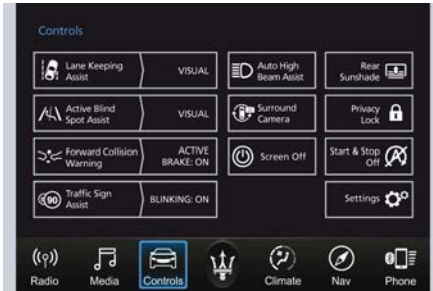 Controls
Lane Keeping
Assist
VISUAL
Auto High
Beam Assist
Rear
Sunshade
Active Blind
Spot Assist
VISUAL
Surround
Camera
Privacy
Lock
Forward Collision
Warning
ACTIVE
BRAKE: ON
Screen Off
Start & Stop
Off
90
Traffic Sign
Assist
BLINKING: ON
Settings
Radio
Media
Controls
Climate
Nav
Phone